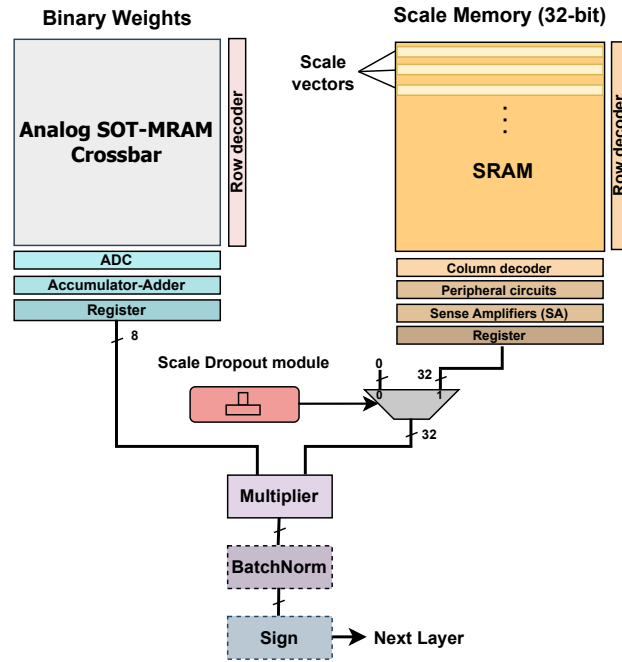 Binary Weights
Scale Memory (32-bit)
Analog SOT-MRAM
Crossbar
Row decoder
Scale
vectors
SRAM
Row decoder
ADC
Accumulator-Adder
Register
Column decoder
Peripheral circuits
Sense Amplifiers (SA)
Register
8
Scale Dropout module
0
32
0
1
32
Multiplier
BatchNorm
Sign
Next Layer